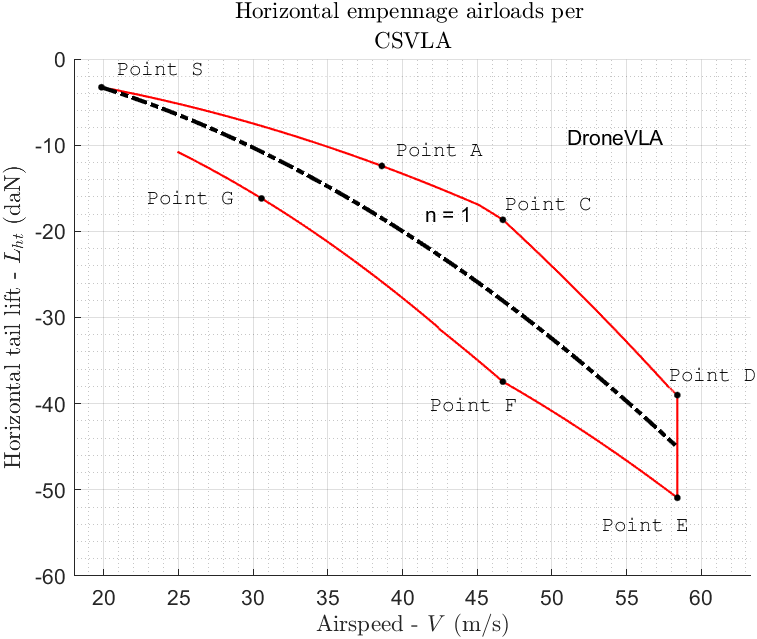 Horizontal empennage airloads per
CSVLA
0
Point S
-10
DroneVLA
Point A
Point G
Point C
n = 1
-20
-30
Point D
-40
Point F
-50
Point E
-60
20 25 30 35 40 45 50 55 60
Airspeed - V (m/s)
Horizontal tail lift - L_ht (daN)